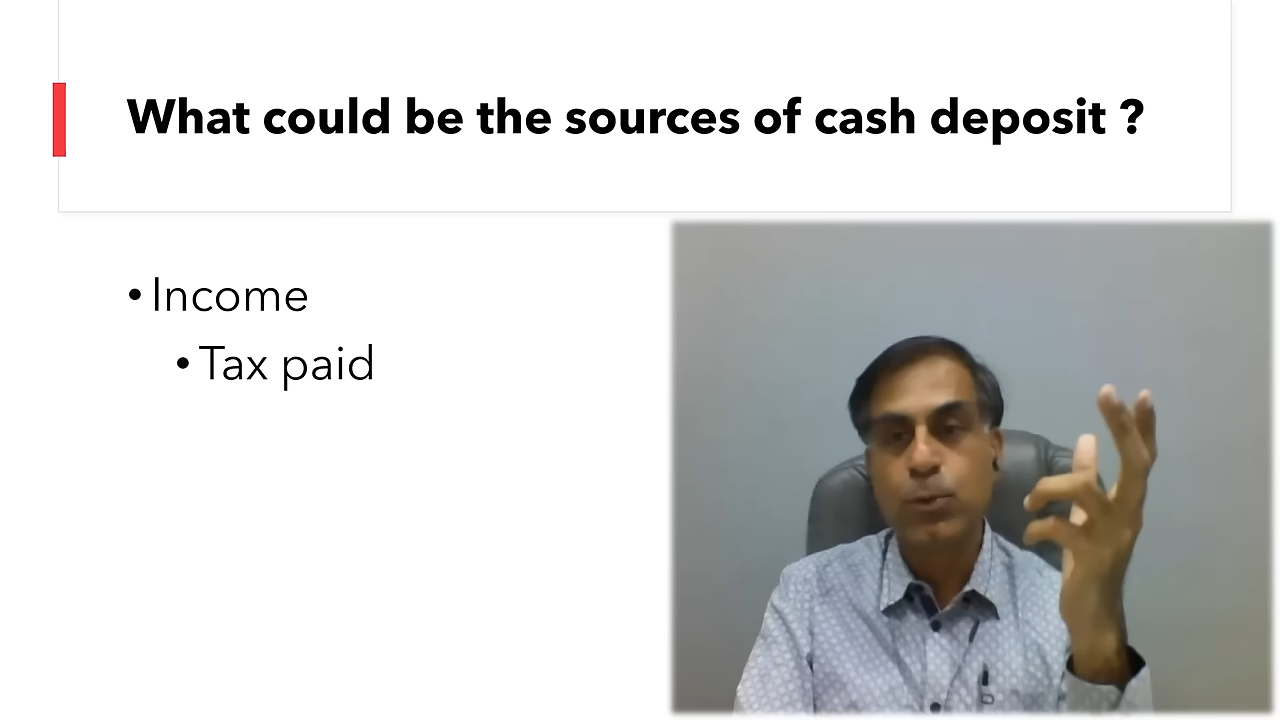 What could be the sources of cash deposit ?
• Income
• Tax paid